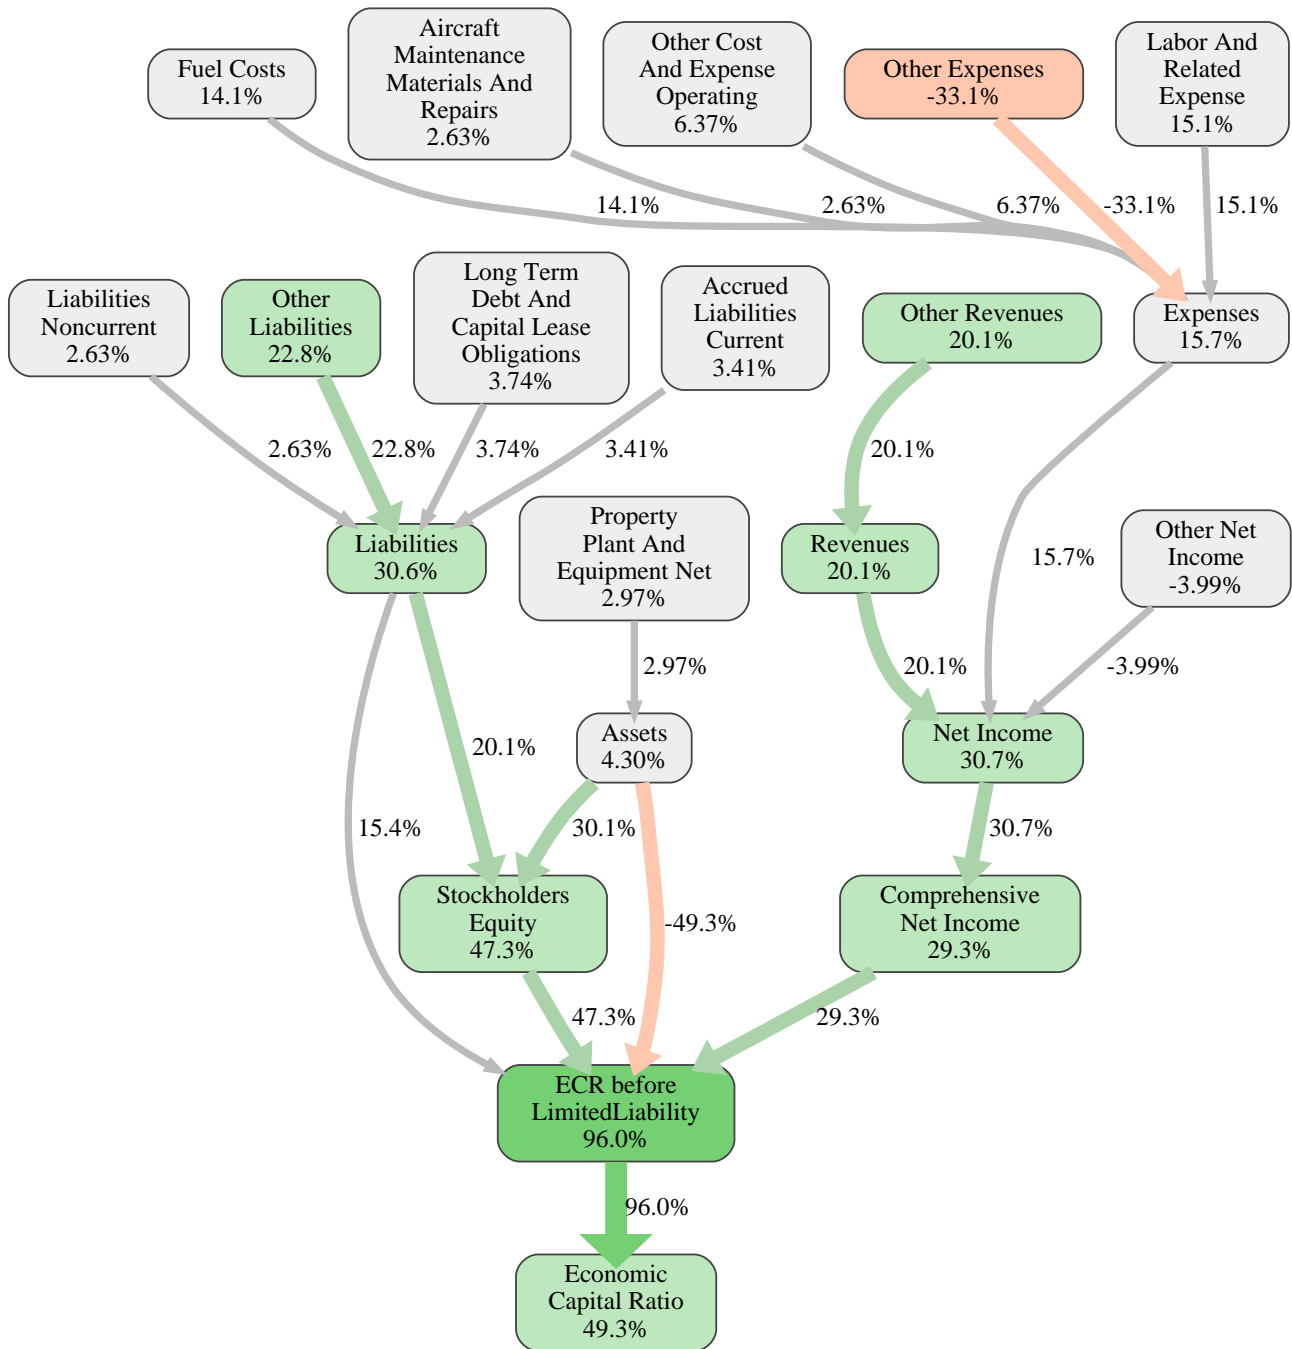 Fuel Costs
14.1%
Aircraft
Maintenance
Materials And
Repairs
2.63%
Other Cost
And Expense
Operating
6.37%
Other Expenses
-33.1%
Labor And
Related
Expense
15.1%
14.1%
2.63%
6.37%
-33.1%
15.1%
Liabilities
Noncurrent
2.63%
Other
Liabilities
22.8%
Long Term
Debt And
Capital Lease
Obligations
3.74%
Accrued
Liabilities
Current
3.41%
Other Revenues
20.1%
Expenses
15.7%
2.63%
22.8%
3.74%
3.41%
20.1%
Liabilities
30.6%
Property
Plant And
Equipment Net
2.97%
Revenues
20.1%
15.7%
Other Net
Income
-3.99%
2.97%
20.1%
-3.99%
20.1%
Assets
4.30%
Net Income
30.7%
15.4%
30.1%
30.7%
Stockholders
Equity
47.3%
-49.3%
Comprehensive
Net Income
29.3%
47.3%
29.3%
ECR before
LimitedLiability
96.0%
96.0%
Economic
Capital Ratio
49.3%